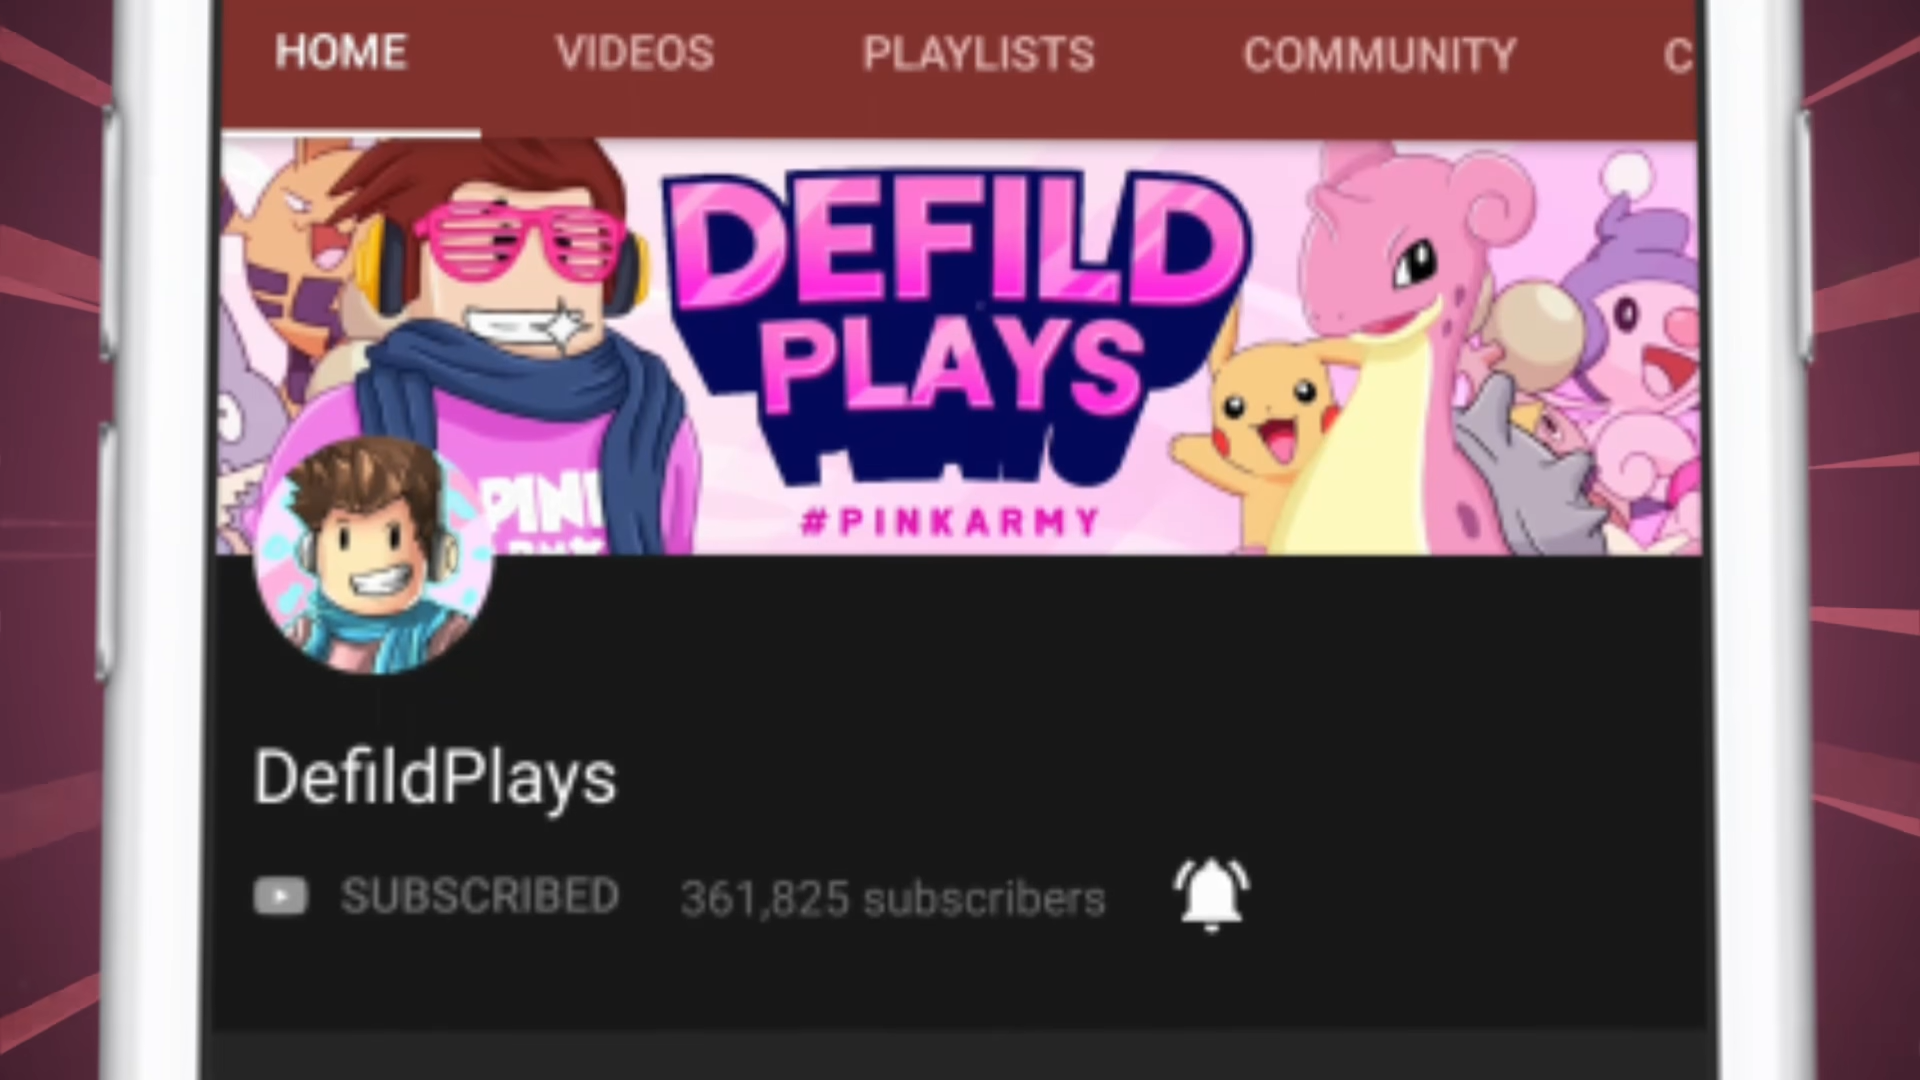 HOME VIDEOS PLAYLISTS COMMUNITY C
DEFILD
PLAYS
#PINKARMY
DefildPlays
SUBSCRIBED 361,825 subscribers